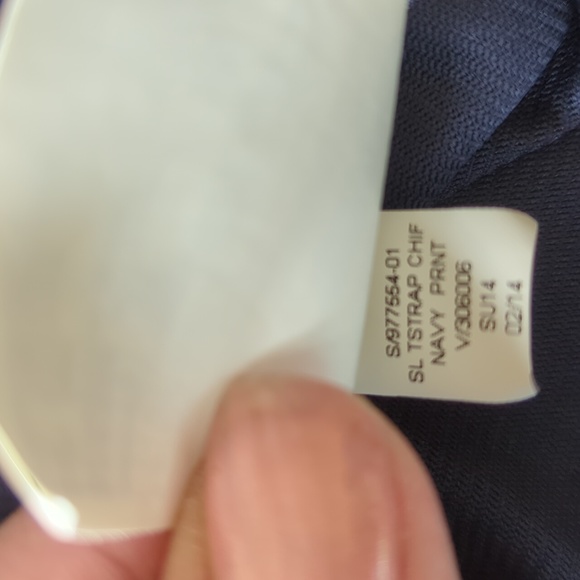 S/977554-01
SL TSTRAP CHIF
NAVY PRNT
V/306006
SU14
02/14